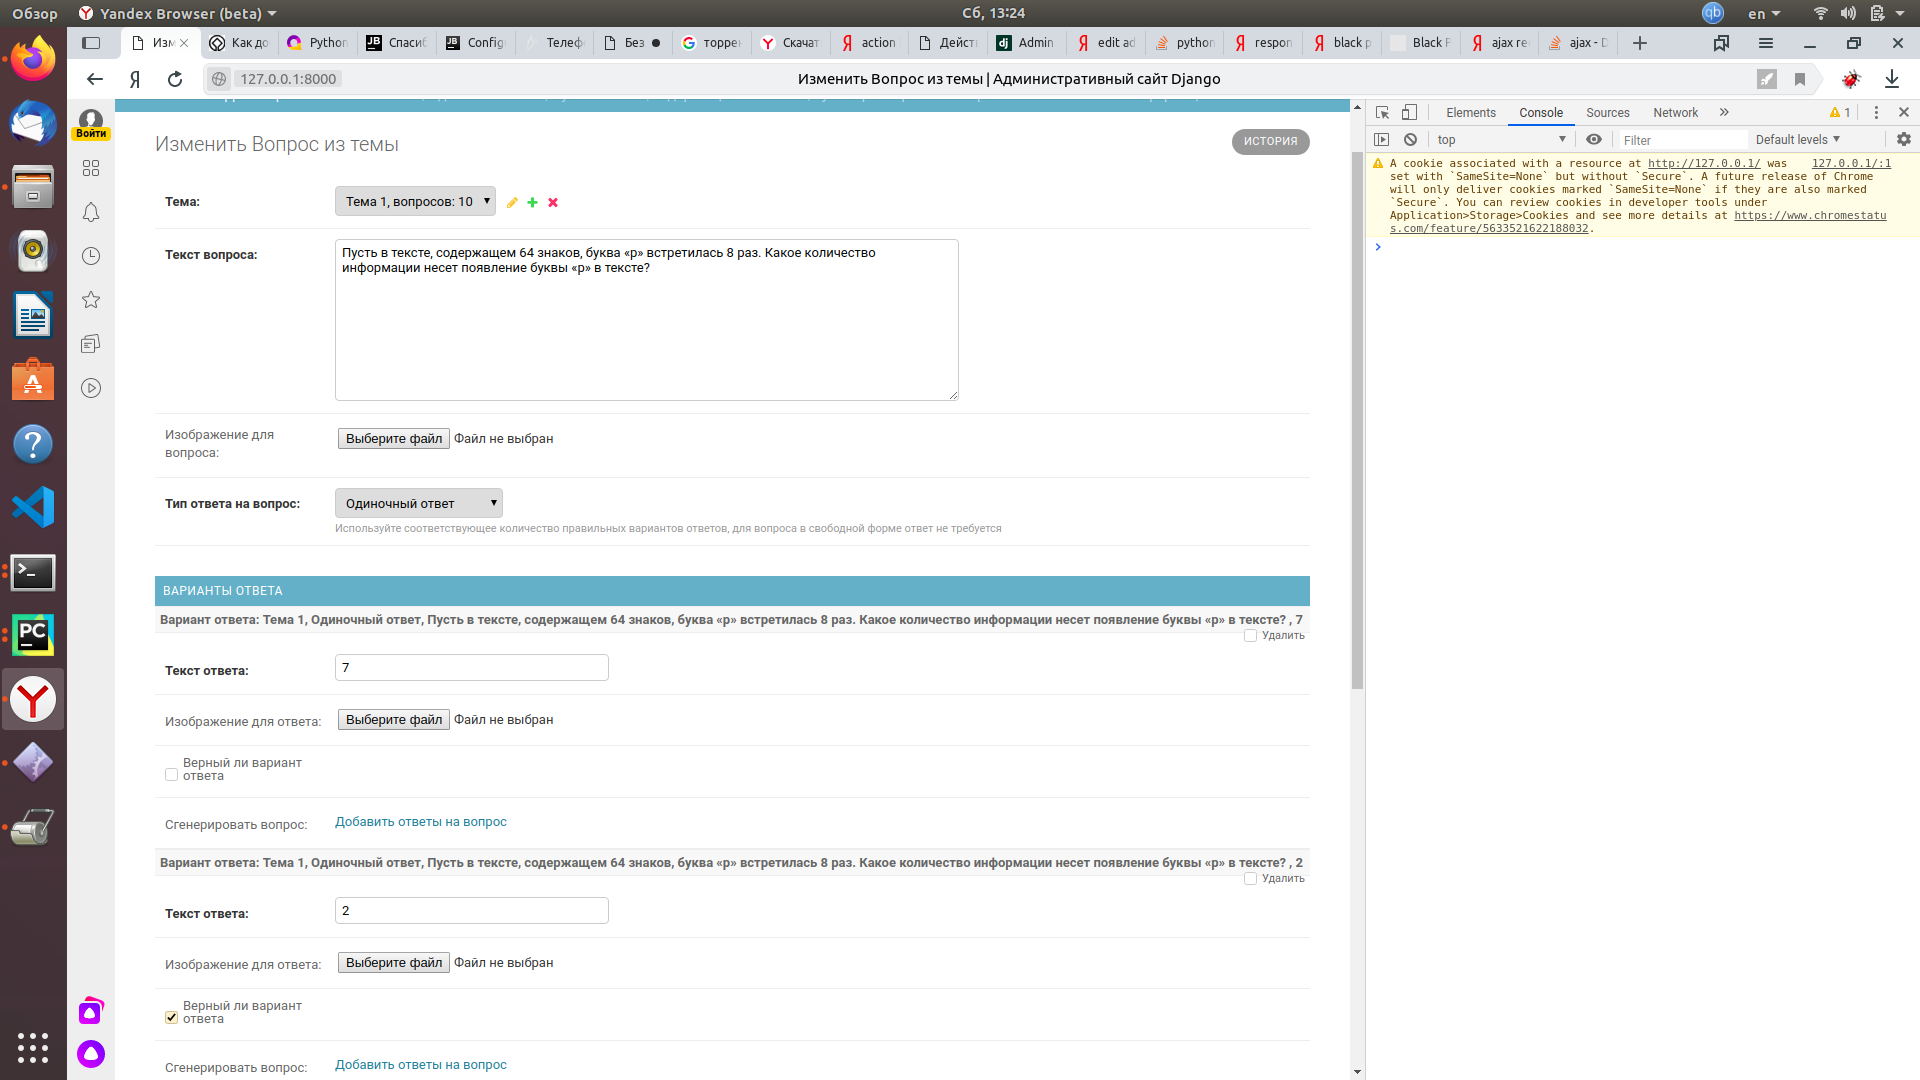 Обзор
Yandex Browser (beta)
Сб, 13:24
qb
en
Изм
Как до
Python
Спасиб
Config
Телеф
Без
торрен
Скачат
action
Дейст
Admin
edit ad
python
respon
black p
Black F
ajax re
ajax - D
127.0.0.1:8000
Изменить Вопрос из темы | Административный сайт Django
Войти
Изменить Вопрос из темы
ИСТОРИЯ
Тема:
Тема 1, вопросов: 10
Текст вопроса:
Пусть в тексте, содержащем 64 знаков, буква «р» встретилась 8 раз. Какое количество
информации несет появление буквы «р» в тексте?
Изображение для
вопроса:
Выберите файл
Файл не выбран
Тип ответа на вопрос:
Одиночный ответ
Используйте соответствующее количество правильных вариантов ответов, для вопроса в свободной форме ответ не требуется
ВАРИАНТЫ ОТВЕТА
Вариант ответа: Тема 1, Одиночный ответ, Пусть в тексте, содержащем 64 знаков, буква «р» встретилась 8 раз. Какое количество информации несет появление буквы «р» в тексте? , 7
Удалить
Текст ответа:
7
Изображение для ответа:
Выберите файл
Файл не выбран
Верный ли вариант
ответа
Сгенерировать вопрос:
Добавить ответы на вопрос
Вариант ответа: Тема 1, Одиночный ответ, Пусть в тексте, содержащем 64 знаков, буква «р» встретилась 8 раз. Какое количество информации несет появление буквы «р» в тексте? , 2
Удалить
Текст ответа:
2
Изображение для ответа:
Выберите файл
Файл не выбран
Верный ли вариант
ответа
Сгенерировать вопрос:
Добавить ответы на вопрос
Elements
Console
Sources
Network
1
top
Filter
Default levels
A cookie associated with a resource at http://127.0.0.1/ was
127.0.0.1/:1
set with `SameSite=None` but without `Secure`. A future release of Chrome
will only deliver cookies marked `SameSite=None` if they are also marked
`Secure`. You can review cookies in developer tools under
Application>Storage>Cookies and see more details at https://www.chromestatu
s.com/feature/5633521622188032.